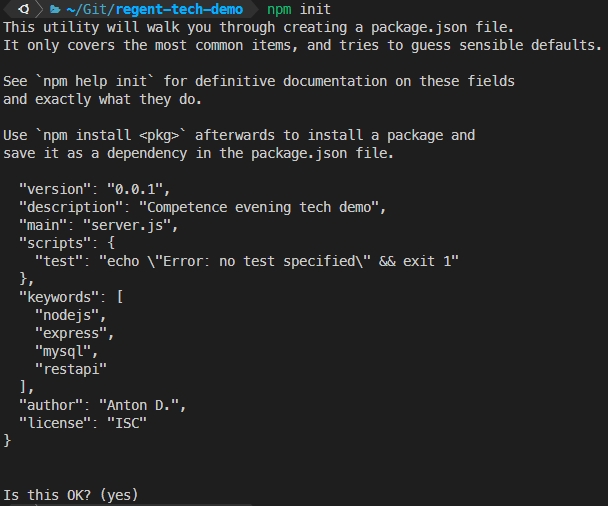 ~/Git/regent-tech-demo npm init
This utility will walk you through creating a package.json file.
It only covers the most common items, and tries to guess sensible defaults.

See `npm help init` for definitive documentation on these fields
and exactly what they do.

Use `npm install <pkg>` afterwards to install a package and
save it as a dependency in the package.json file.

  "version": "0.0.1",
  "description": "Competence evening tech demo",
  "main": "server.js",
  "scripts": {
    "test": "echo \"Error: no test specified\" && exit 1"
  },
  "keywords": [
    "nodejs",
    "express",
    "mysql",
    "restapi"
  ],
  "author": "Anton D.",
  "license": "ISC"
}

Is this OK? (yes)